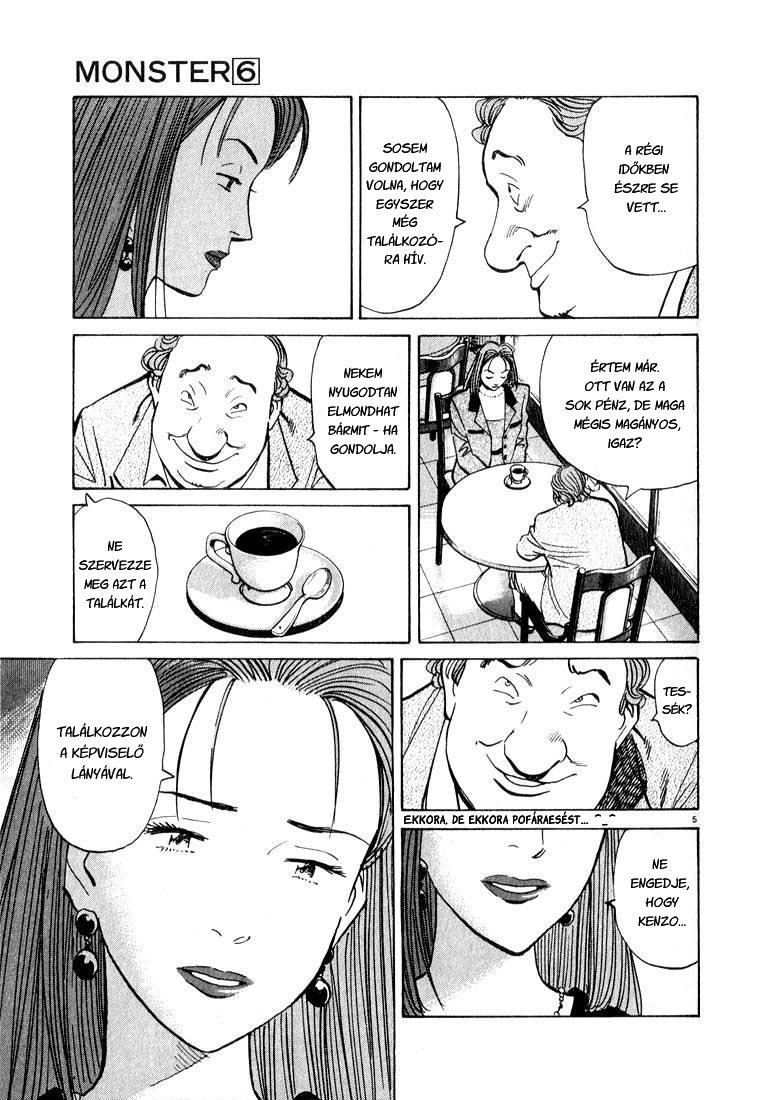 MONSTER 6
A RÉGI
IDŐKBEN
ÉSZRE SE
VETT...
SOSEM
GONDOLTAM
VOLNA, HOGY
EGYSZER
MÉG
TALÁLKOZÓ-
RA HÍV.
ÉRTEM MÁR.
OTT VAN AZ A
SOK PÉNZ, DE MAGA
MÉGIS MAGÁNYOS,
IGAZ?
NEKEM
NYUGODTAN
ELMONDHAT
BÁRMIT - HA
GONDOLJA.
NE
SZERVEZZE
MEG AZT A
TALÁLKÁT.
TES-
SÉK?
5
EKKORA, DE EKKORA POFÁRAESÉST... ^_^
NE
ENGEDJE,
HOGY
KENZO...
TALÁLKOZZON
A KÉPVISELŐ
LÁNYÁVAL.